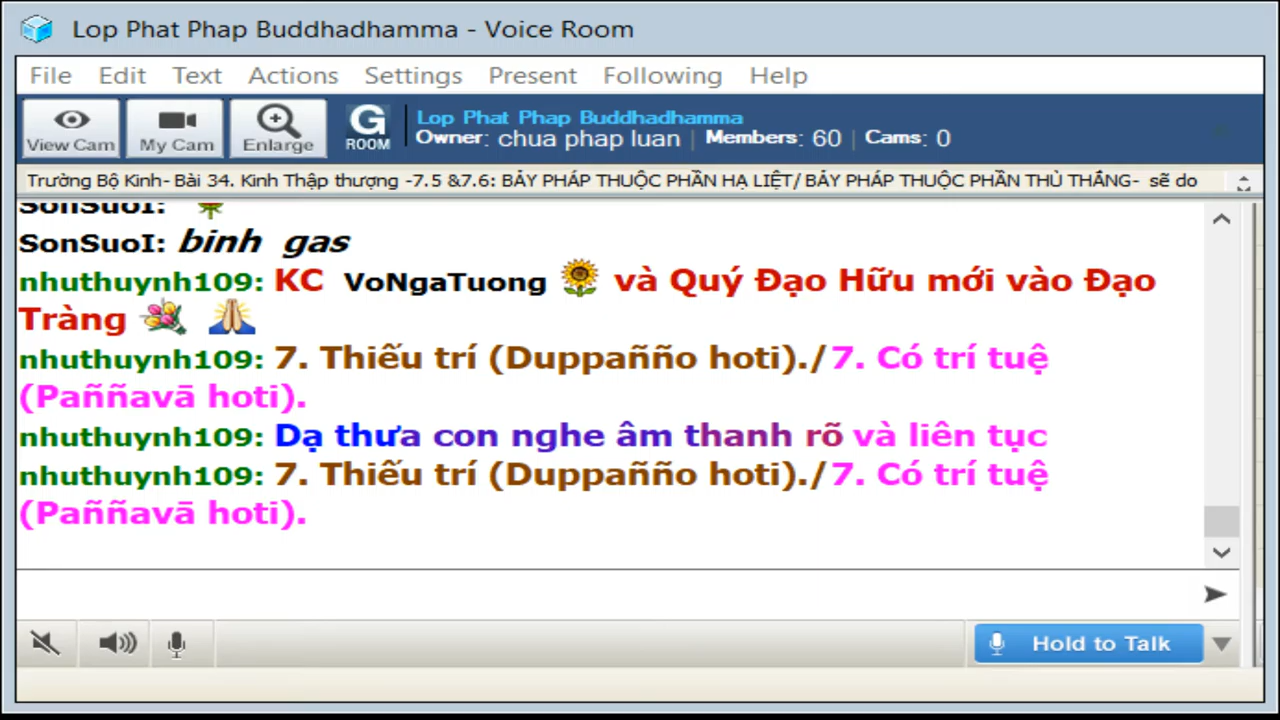 Lop Phat Phap Buddhadhamma - Voice Room
File Edit Text Actions Settings Present Following Help
View Cam My Cam Enlarge G ROOM
Lop Phat Phap Buddhadhamma
Owner: chua phap luan | Members: 60 | Cams: 0
Trường Bộ Kinh- Bài 34. Kinh Thập thượng -7.5 &7.6: BẢY PHÁP THUỘC PHẦN HẠ LIỆT/ BẢY PHÁP THUỘC PHẦN THÙ THẮNG- sẽ do
SonSuoI:
SonSuoI: binh gas
nhuthuynh109: KC VoNgaTuong và Quý Đạo Hữu mới vào Đạo
Tràng
nhuthuynh109: 7. Thiếu trí (Duppañño hoti)./7. Có trí tuệ
(Paññavā hoti).
nhuthuynh109: Dạ thưa con nghe âm thanh rõ và liên tục
nhuthuynh109: 7. Thiếu trí (Duppañño hoti)./7. Có trí tuệ
(Paññavā hoti).
Hold to Talk